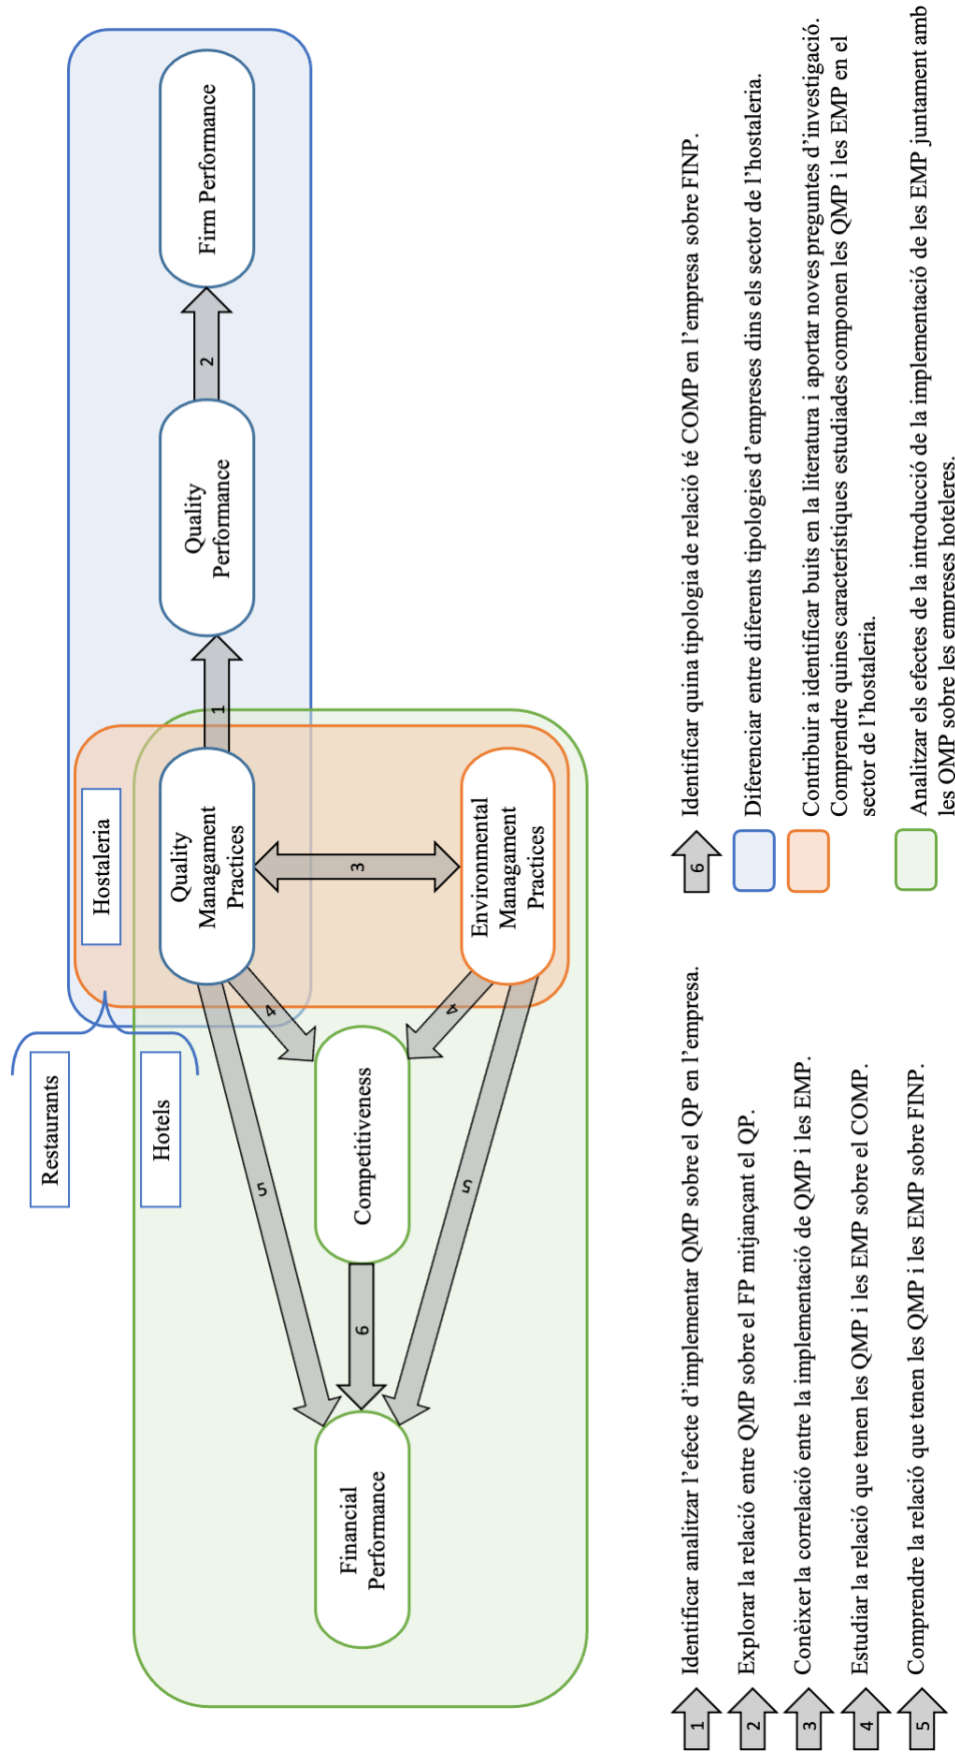 Restaurants
Hotels
Hostaleria
Financial
Performance
Competitiveness
Quality
Managament
Practices
Environmental
Managament
Practices
Quality
Performance
Firm Performance
1
2
3
4
4
5
5
6
1 Identificar analitzar l’efecte d’implementar QMP sobre el QP en l’empresa.
2 Explorar la relació entre QMP sobre el FP mitjançant el QP.
3 Conèixer la correlació entre la implementació de QMP i les EMP.
4 Estudiar la relació que tenen les QMP i les EMP sobre el COMP.
5 Comprendre la relació que tenen les QMP i les EMP sobre FINP.
6 Identificar quina tipologia de relació té COMP en l’empresa sobre FINP.
Diferenciar entre diferents tipologies d’empreses dins els sector de l’hostaleria.
Contribuir a identificar buits en la literatura i aportar noves preguntes d’investigació.
Comprendre quines característiques estudiades componen les QMP i les EMP en el
sector de l’hostaleria.
Analitzar els efectes de la introducció de la implementació de les EMP juntament amb
les QMP sobre les empreses hoteleres.